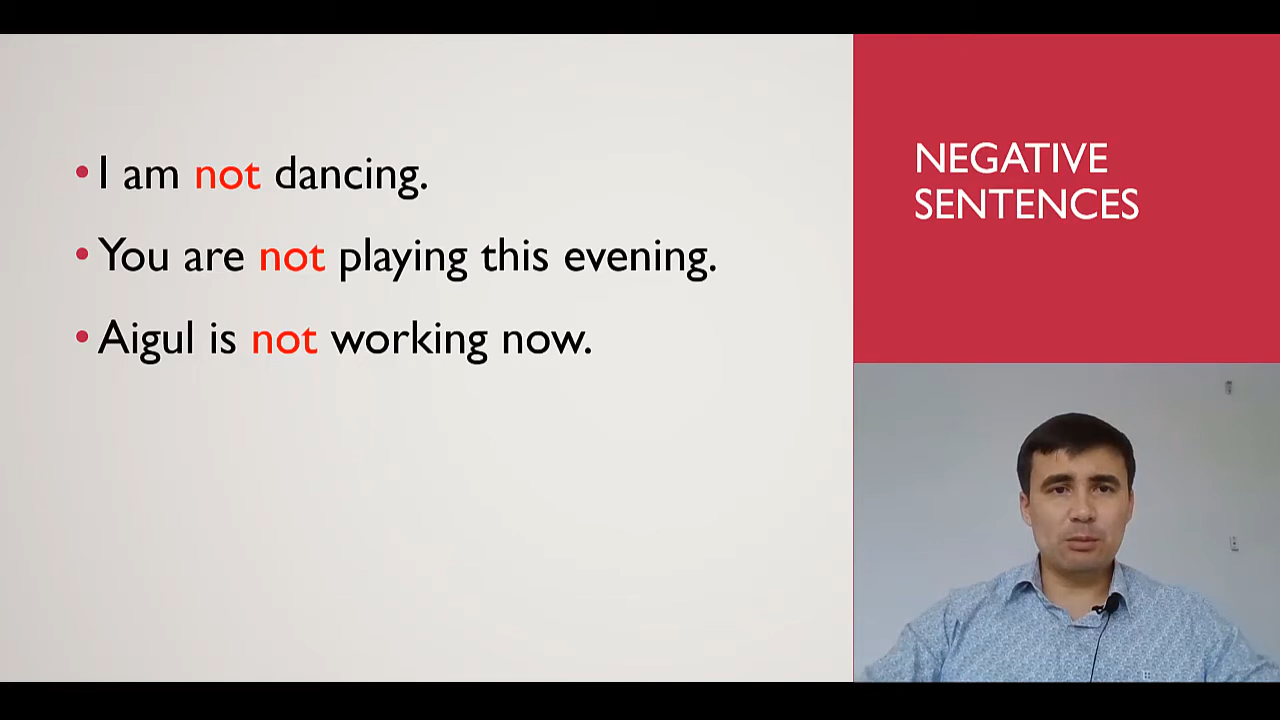 • I am not dancing.
• You are not playing this evening.
• Aigul is not working now.
NEGATIVE
SENTENCES